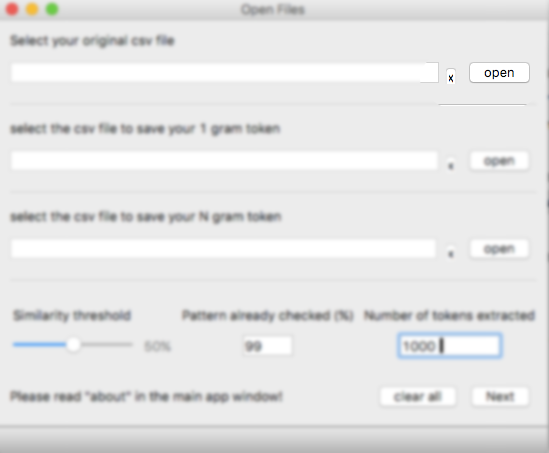 Open Files
Select your original csv file
x open
select the csv file to save your 1 gram token
open
select the csv file to save your N gram token
open
Similarity threshold Pattern already checked (%) Number of tokens extracted
50% 99 1000
Please read "about" in the main app window! clear all Next